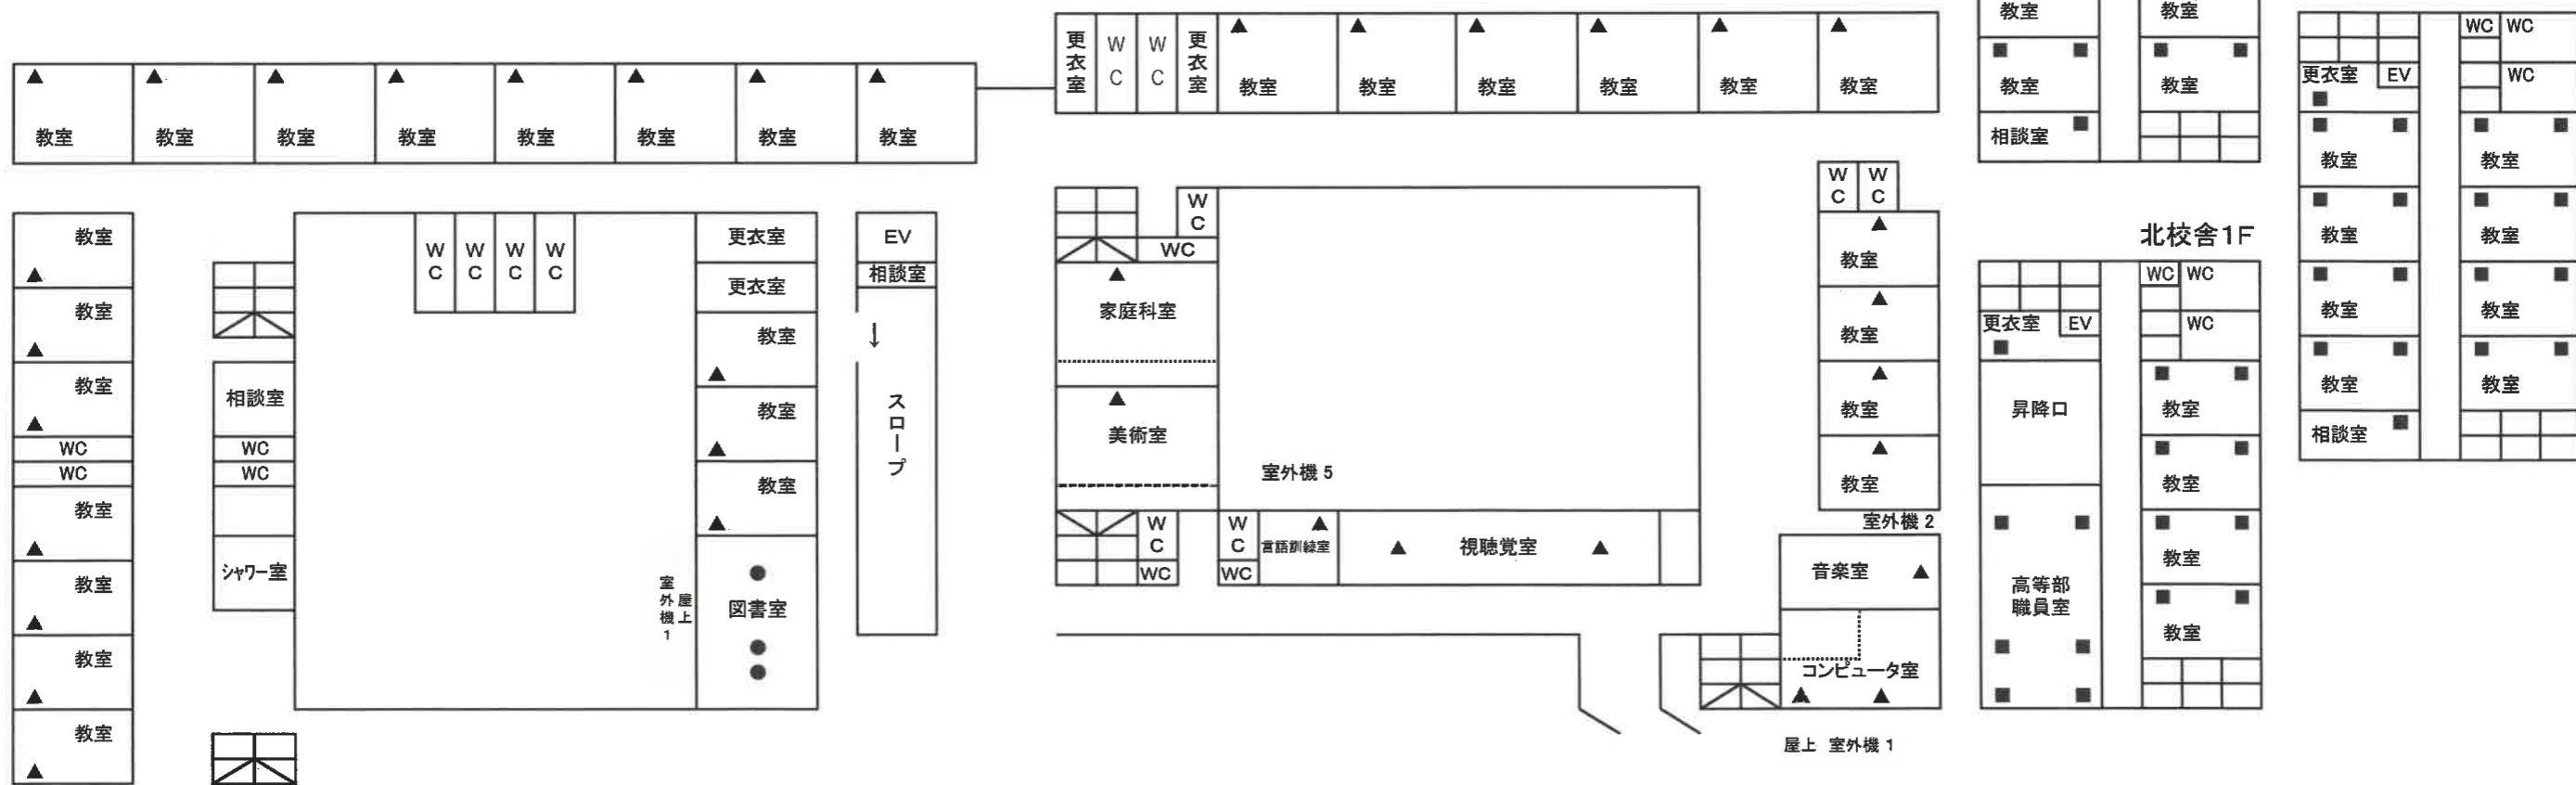 教室
教室
教室
教室
教室
教室
教室
教室
更衣室
WC
WC
更衣室
教室
教室
教室
教室
教室
教室
教室
教室
教室
WC
WC
教室
教室
教室
教室
相談室
WC
WC
シャワー室
WC
WC
WC
WC
更衣室
更衣室
教室
教室
教室
室外機1
屋上
図書室
EV
相談室
↓
スロープ
WC
WC
家庭科室
美術室
室外機 5
WC
WC
WC
WC
言語訓練室
視聴覚室
WC
WC
教室
教室
教室
教室
室外機 2
音楽室
コンピュータ室
屋上 室外機 1
教室
教室
教室
教室
相談室
北校舎1F
WC
WC
更衣室
EV
WC
昇降口
教室
教室
教室
教室
高等部
職員室
WC
WC
更衣室
EV
WC
教室
教室
教室
教室
教室
教室
教室
教室
相談室